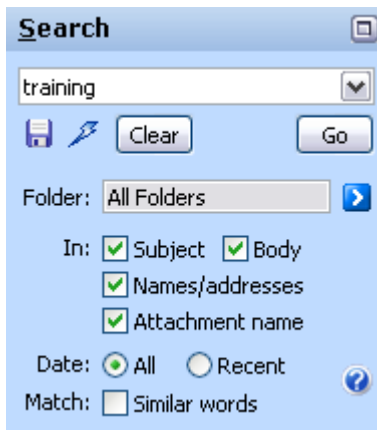 Search
training
Clear Go
Folder: All Folders
In: Subject Body
Names/addresses
Attachment name
Date: All Recent
?
Match: Similar words